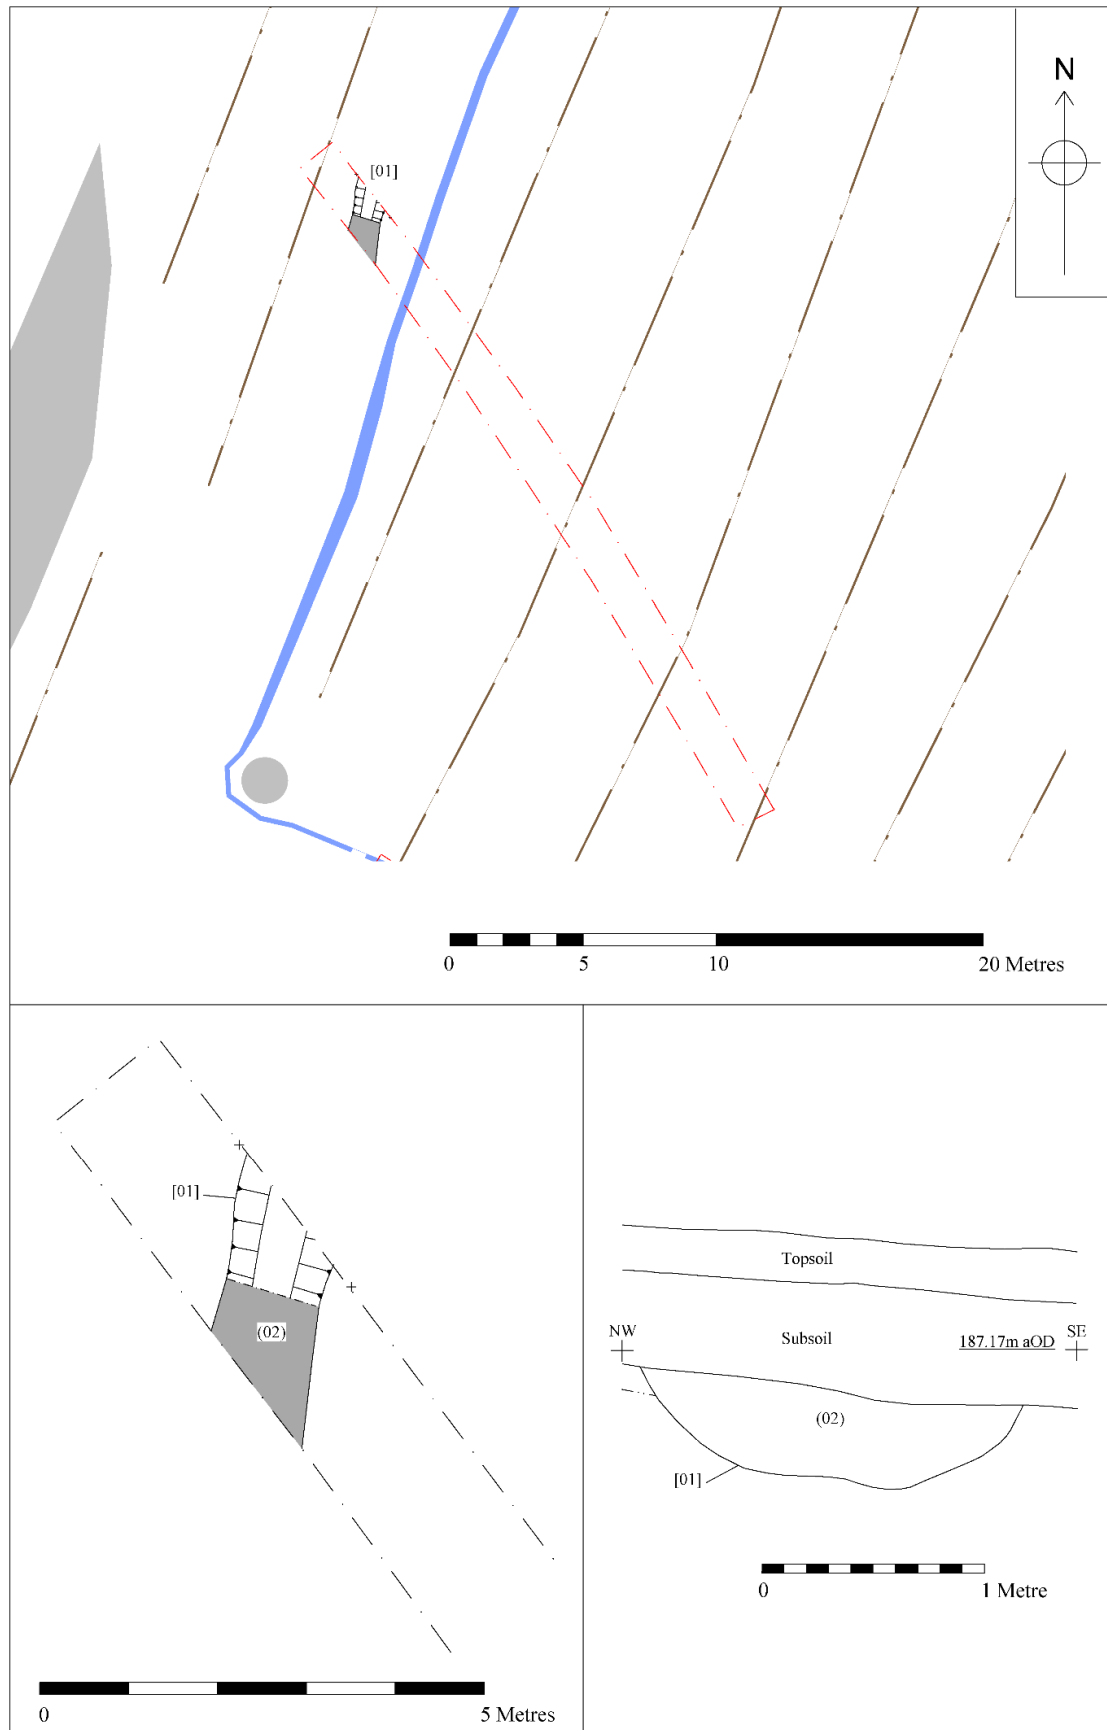 N
[01]
0 5 10 20 Metres
[01]
(02)
0 5 Metres
Topsoil
NW Subsoil 187.17m aOD SE
(02)
[01]
0 1 Metre